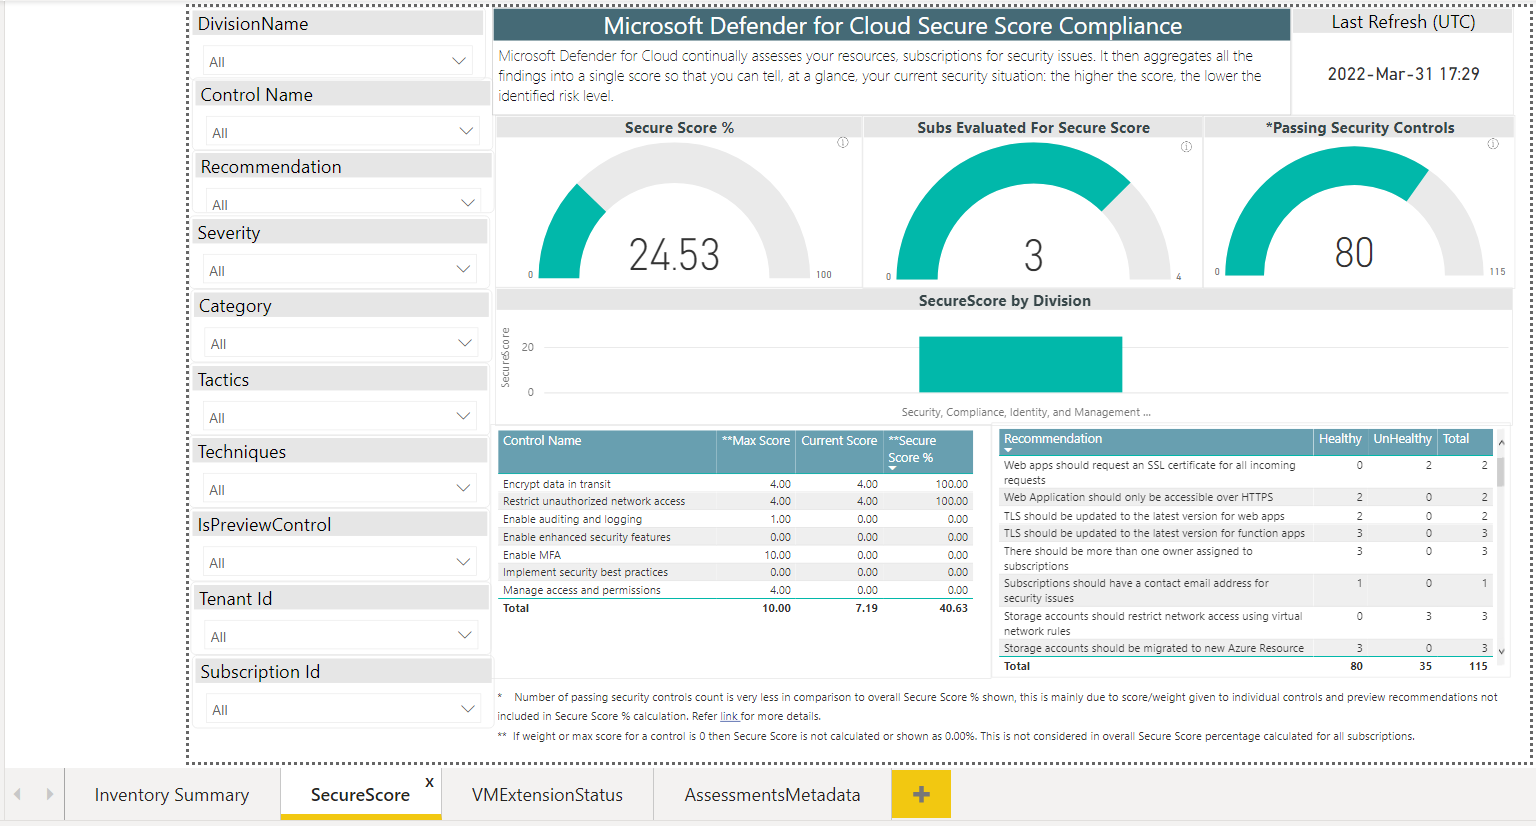 DivisionName
All
Control Name
All
Recommendation
All
Severity
All
Category
All
Tactics
All
Techniques
All
IsPreviewControl
All
Tenant Id
All
Subscription Id
All
Microsoft Defender for Cloud Secure Score Compliance
Microsoft Defender for Cloud continually assesses your resources, subscriptions for security issues. It then aggregates all the
findings into a single score so that you can tell, at a glance, your current security situation: the higher the score, the lower the
identified risk level.
Last Refresh (UTC)
2022-Mar-31 17:29
Secure Score %
24.53
0 100
Subs Evaluated For Secure Score
3
0 4
*Passing Security Controls
80
0 115
SecureScore by Division
SecureScore
20
0
Security, Compliance, Identity, and Management ...
Control Name **Max Score Current Score **Secure
Score %
Encrypt data in transit 4.00 4.00 100.00
Restrict unauthorized network access 4.00 4.00 100.00
Enable auditing and logging 1.00 0.00 0.00
Enable enhanced security features 0.00 0.00 0.00
Enable MFA 10.00 0.00 0.00
Implement security best practices 0.00 0.00 0.00
Manage access and permissions 4.00 0.00 0.00
Total 10.00 7.19 40.63
Recommendation Healthy UnHealthy Total
Web apps should request an SSL certificate for all incoming 0 2 2
requests
Web Application should only be accessible over HTTPS 2 0 2
TLS should be updated to the latest version for web apps 2 0 2
TLS should be updated to the latest version for function apps 3 0 3
There should be more than one owner assigned to 3 0 3
subscriptions
Subscriptions should have a contact email address for 1 0 1
security issues
Storage accounts should restrict network access using virtual 0 3 3
network rules
Storage accounts should be migrated to new Azure Resource 3 0 3
Total 80 35 115
* Number of passing security controls count is very less in comparison to overall Secure Score % shown, this is mainly due to score/weight given to individual controls and preview recommendations not
included in Secure Score % calculation. Refer link for more details.
** If weight or max score for a control is 0 then Secure Score is not calculated or shown as 0.00%. This is not considered in overall Secure Score percentage calculated for all subscriptions.
Inventory Summary
SecureScore x
VMExtensionStatus
AssessmentsMetadata